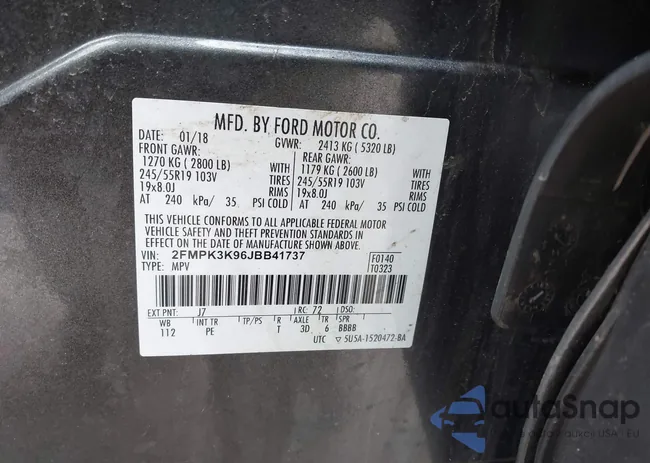 MFD. BY FORD MOTOR CO.
DATE: 01/18 GVWR: 2413 KG ( 5320 LB)
FRONT GAWR: REAR GAWR:
1270 KG ( 2800 LB) WITH 1179 KG ( 2600 LB) WITH
245/55R19 103V TIRES 245/55R19 103V TIRES
19x8.0J RIMS 19x8.0J RIMS
AT 240 kPa/ 35 PSI COLD AT 240 kPa/ 35 PSI COLD
THIS VEHICLE CONFORMS TO ALL APPLICABLE FEDERAL MOTOR
VEHICLE SAFETY AND THEFT PREVENTION STANDARDS IN
EFFECT ON THE DATE OF MANUFACTURE SHOWN ABOVE.
VIN: 2FMPK3K96JBB41737 F0140
TYPE: MPV T0323
EXT PNT: J7 RC: 72 DSO:
WB INT TR TP/PS R AXLE TR SPR
112 PE T 3D 6 BBBB
UTC ▽ 5U5A-1520472-BA
autoSnap
USA - EU